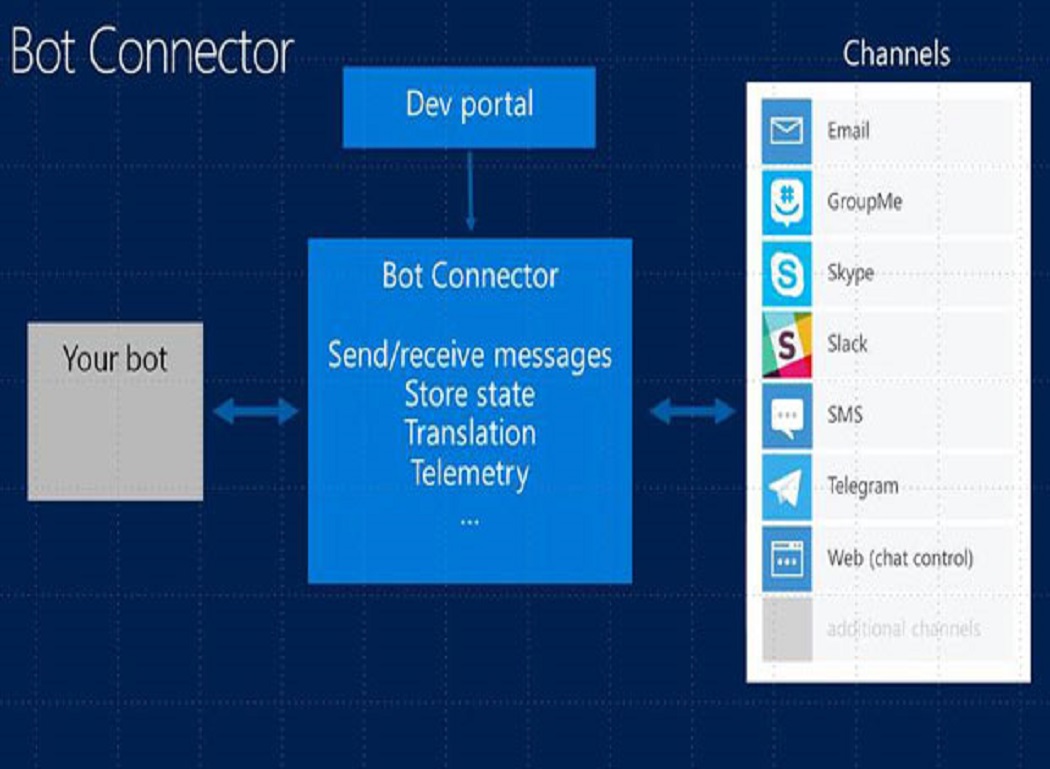 Bot Connector
Dev portal
Your bot
Bot Connector
Send/receive messages
Store state
Translation
Telemetry
...
Channels
Email
GroupMe
Skype
S
Slack
SMS
Telegram
Web (chat control)
additional channels